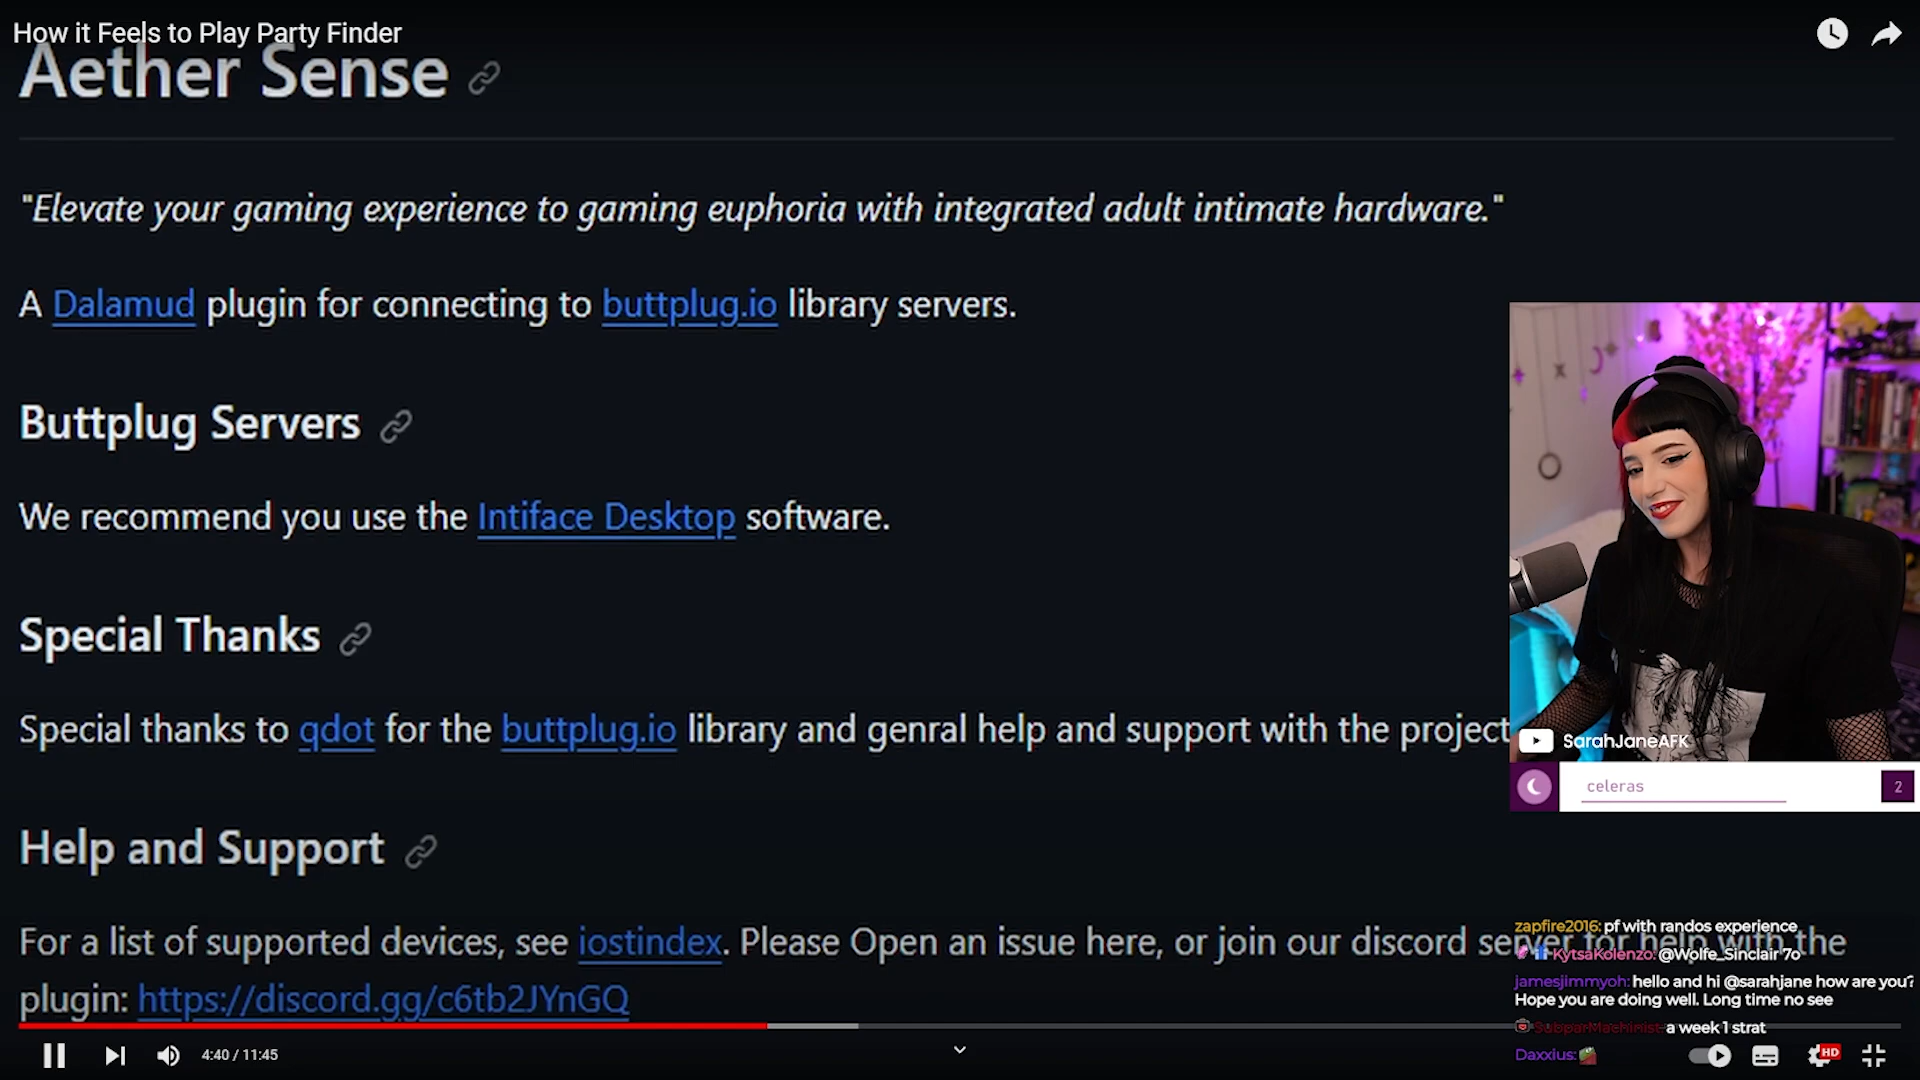 How it Feels to Play Party Finder
Aether Sense
"Elevate your gaming experience to gaming euphoria with integrated adult intimate hardware."
A Dalamud plugin for connecting to buttplug.io library servers.
Buttplug Servers
We recommend you use the Intiface Desktop software.
Special Thanks
Special thanks to qdot for the buttplug.io library and genral help and support with the project
SarahJaneAFK
celeras
2
Help and Support
For a list of supported devices, see iostindex. Please Open an issue here, or join our discord server for help with the
plugin: https://discord.gg/c6tb2JYnGQ
zapfire2016: pf with randos experience
KytsaKolenzo: @Wolfe_Sinclair 7o
jamesjimmyoh: hello and hi @sarahjane how are you?
Hope you are doing well. Long time no see
SubparMachinist: a week 1 strat
Daxxius:
4:40 / 11:45
HD